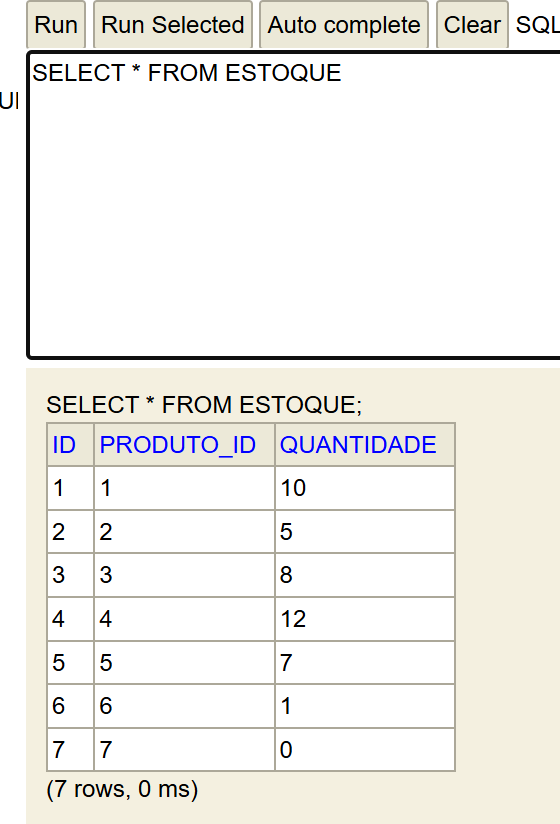 Run Run Selected Auto complete Clear SQL
SELECT * FROM ESTOQUE
SELECT * FROM ESTOQUE;
ID PRODUTO_ID QUANTIDADE
1 1 10
2 2 5
3 3 8
4 4 12
5 5 7
6 6 1
7 7 0
(7 rows, 0 ms)